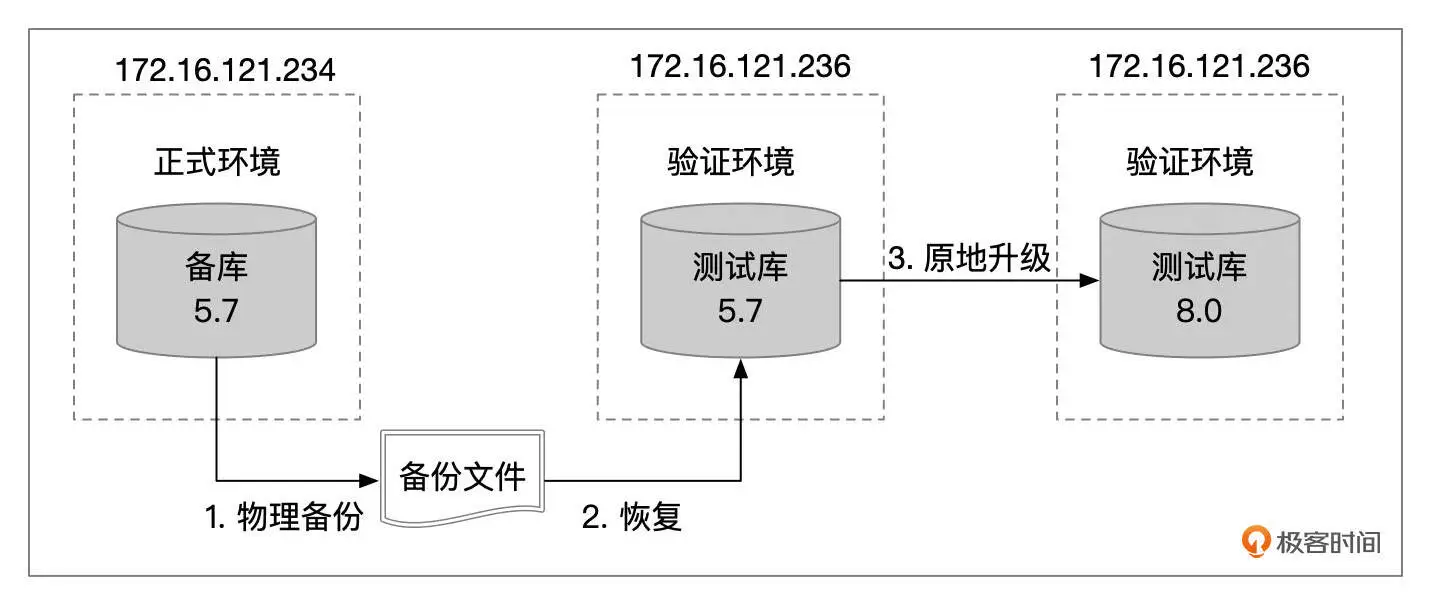 172.16.121.234
172.16.121.236
172.16.121.236
正式环境
验证环境
验证环境
备库
5.7
测试库
5.7
3. 原地升级
测试库
8.0
备份文件
1. 物理备份
2. 恢复
极客时间